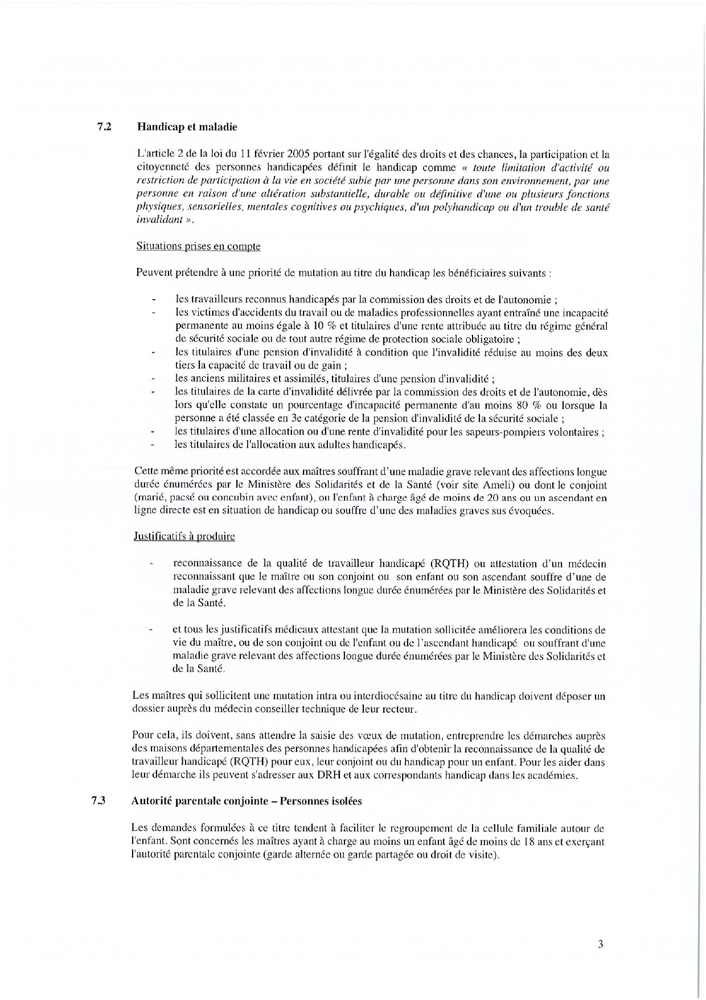 7.2 Handicap et maladie
L'article 2 de la loi du 11 février 2005 portant sur l'égalité des droits et des chances, la participation et la
citoyenneté des personnes handicapées définit le handicap comme « toute limitation d'activité ou
restriction de participation à la vie en société subie par une personne dans son environnement, par une
personne en raison d'une altération substantielle, durable ou définitive d'une ou plusieurs fonctions
physiques, sensorielles, mentales cognitives ou psychiques, d'un polyhandicap ou d'un trouble de santé
invalidant ».
Situations prises en compte
Peuvent prétendre à une priorité de mutation au titre du handicap les bénéficiaires suivants :
- les travailleurs reconnus handicapés par la commission des droits et de l'autonomie ;
- les victimes d'accidents du travail ou de maladies professionnelles ayant entraîné une incapacité
permanente au moins égale à 10 % et titulaires d'une rente attribuée au titre du régime général
de sécurité sociale ou de tout autre régime de protection sociale obligatoire ;
- les titulaires d'une pension d'invalidité à condition que l'invalidité réduise au moins des deux
tiers la capacité de travail ou de gain ;
- les anciens militaires et assimilés, titulaires d'une pension d'invalidité ;
- les titulaires de la carte d'invalidité délivrée par la commission des droits et de l'autonomie, dès
lors qu'elle constate un pourcentage d'incapacité permanente d'au moins 80 % ou lorsque la
personne a été classée en 3e catégorie de la pension d'invalidité de la sécurité sociale ;
- les titulaires d'une allocation ou d'une rente d'invalidité pour les sapeurs-pompiers volontaires ;
- les titulaires de l'allocation aux adultes handicapés.
Cette même priorité est accordée aux maîtres souffrant d’une maladie grave relevant des affections longue
durée énumérées par le Ministère des Solidarités et de la Santé (voir site Ameli) ou dont le conjoint
(marié, pacsé ou concubin avec enfant), ou l'enfant à charge âgé de moins de 20 ans ou un ascendant en
ligne directe est en situation de handicap ou souffre d’une des maladies graves sus évoquées.
Justificatifs à produire
- reconnaissance de la qualité de travailleur handicapé (RQTH) ou attestation d’un médecin
reconnaissant que le maître ou son conjoint ou son enfant ou son ascendant souffre d’une de
maladie grave relevant des affections longue durée énumérées par le Ministère des Solidarités et
de la Santé.
- et tous les justificatifs médicaux attestant que la mutation sollicitée améliorera les conditions de
vie du maître, ou de son conjoint ou de l'enfant ou de l’ascendant handicapé ou souffrant d'une
maladie grave relevant des affections longue durée énumérées par le Ministère des Solidarités et
de la Santé.
Les maîtres qui sollicitent une mutation intra ou interdiocésaine au titre du handicap doivent déposer un
dossier auprès du médecin conseiller technique de leur recteur.
Pour cela, ils doivent, sans attendre la saisie des vœux de mutation, entreprendre les démarches auprès
des maisons départementales des personnes handicapées afin d'obtenir la reconnaissance de la qualité de
travailleur handicapé (RQTH) pour eux, leur conjoint ou du handicap pour un enfant. Pour les aider dans
leur démarche ils peuvent s'adresser aux DRH et aux correspondants handicap dans les académies.
7.3 Autorité parentale conjointe – Personnes isolées
Les demandes formulées à ce titre tendent à faciliter le regroupement de la cellule familiale autour de
l'enfant. Sont concernés les maîtres ayant à charge au moins un enfant âgé de moins de 18 ans et exerçant
l'autorité parentale conjointe (garde alternée ou garde partagée ou droit de visite).
3